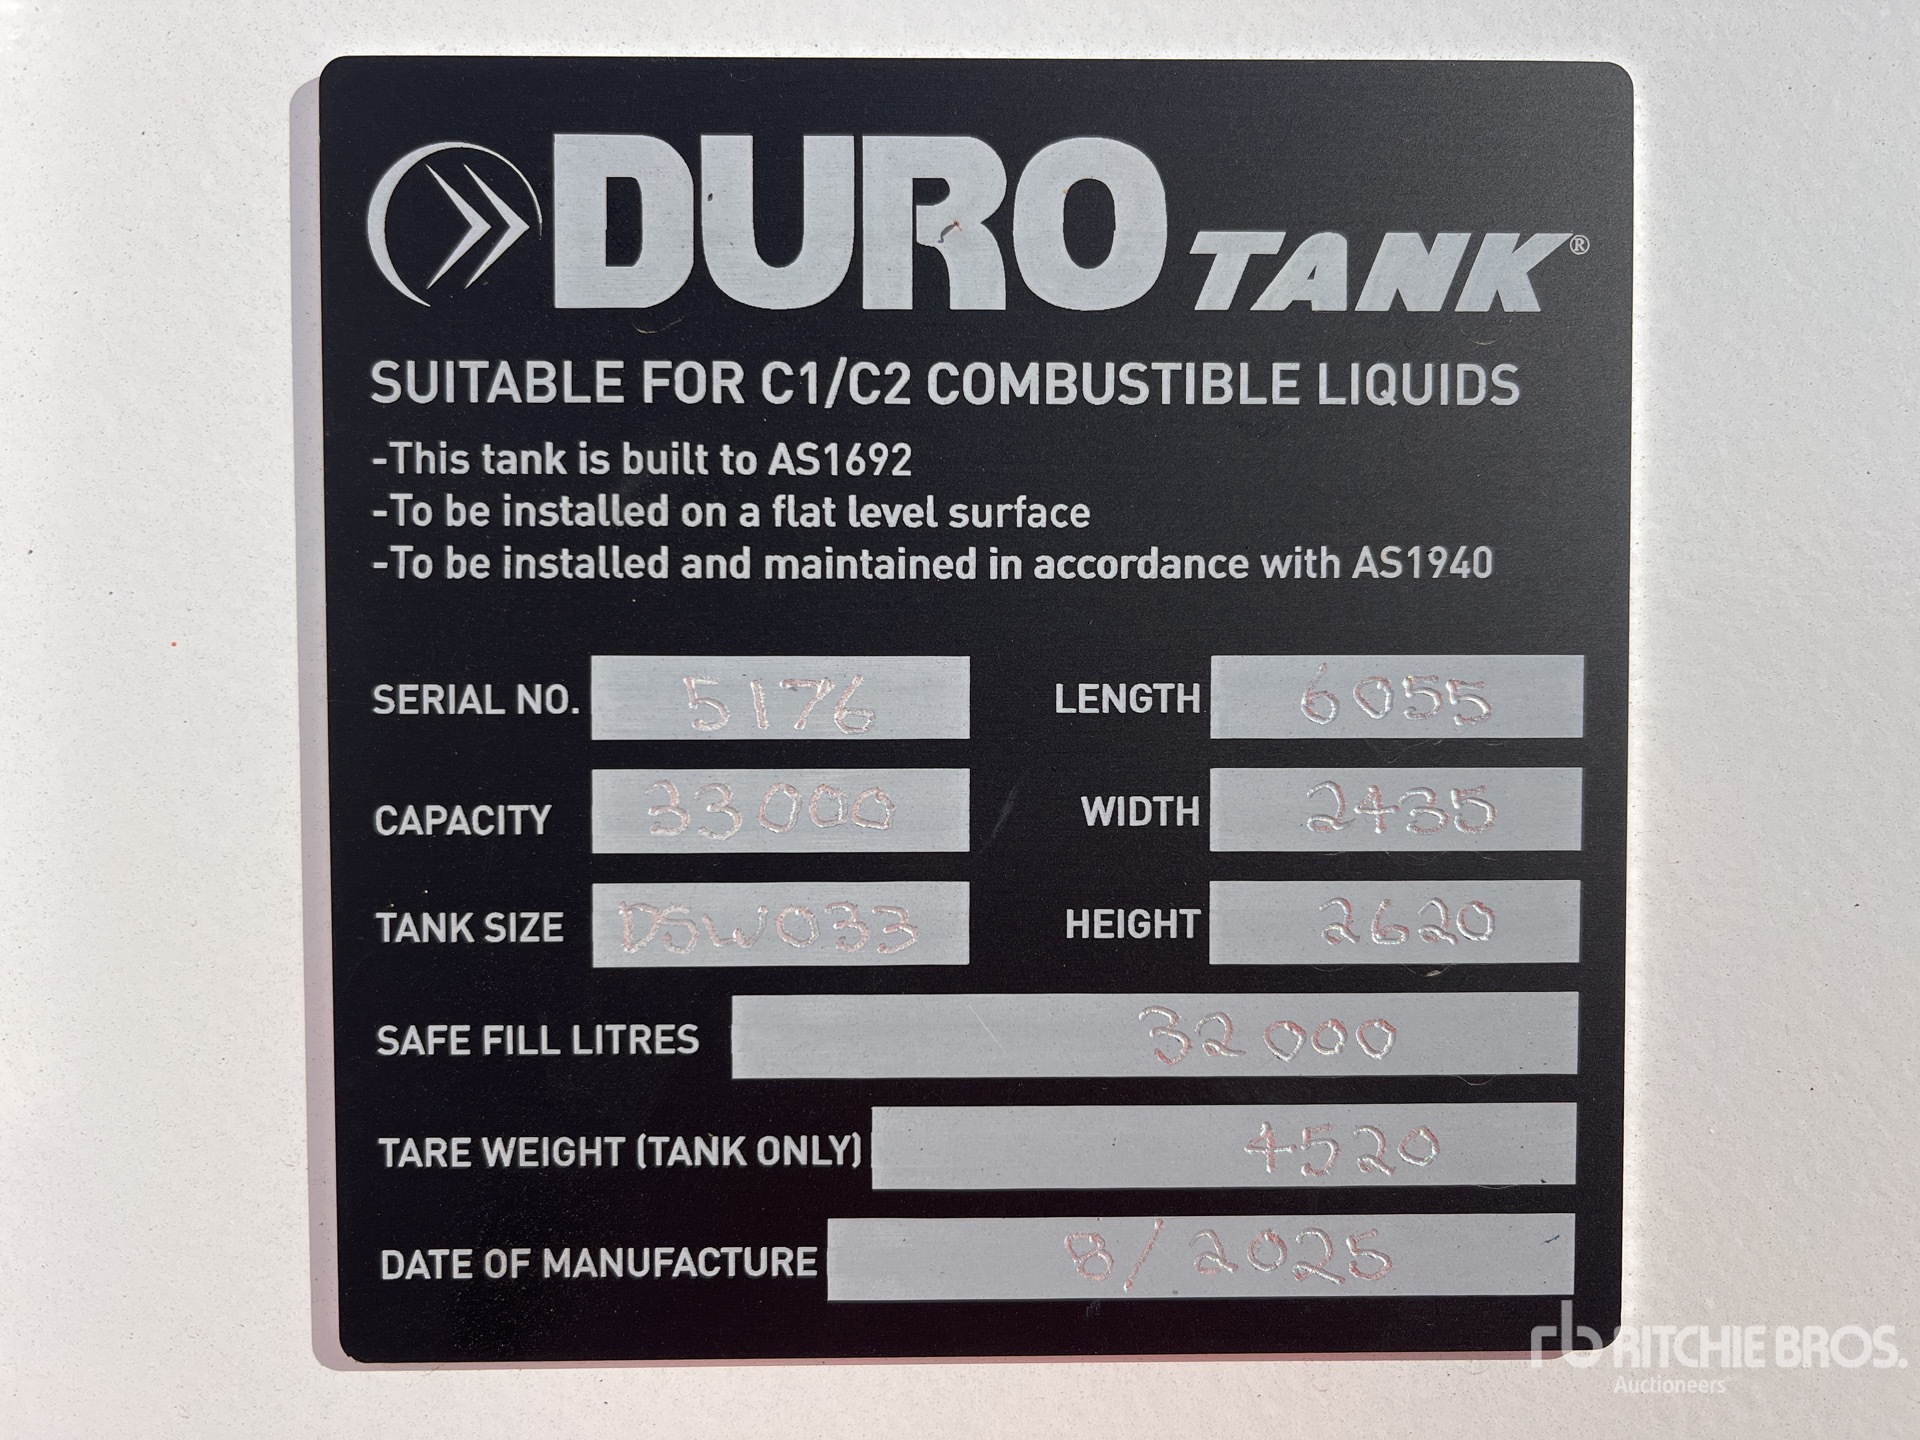 DURO TANK®
SUITABLE FOR C1/C2 COMBUSTIBLE LIQUIDS
-This tank is built to AS1692
-To be installed on a flat level surface
-To be installed and maintained in accordance with AS1940
SERIAL NO. 5176 LENGTH 6055
CAPACITY 33000 WIDTH 2435
TANK SIZE DSW033 HEIGHT 2620
SAFE FILL LITRES 32000
TARE WEIGHT (TANK ONLY) 4520
DATE OF MANUFACTURE 8/2025
rb RITCHIE BROS.
Auctioneers